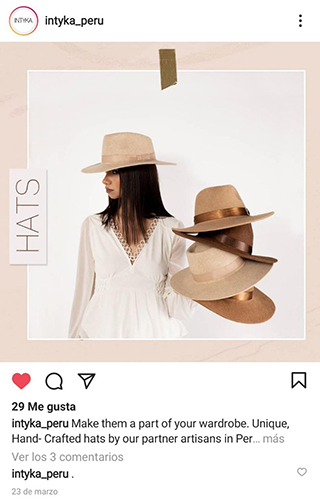 INTYKA
intyka_peru
HATS
29 Me gusta
intyka_peru Make them a part of your wardrobe. Unique,
Hand- Crafted hats by our partner artisans in Per... más
Ver los 3 comentarios
intyka_peru .
23 de marzo